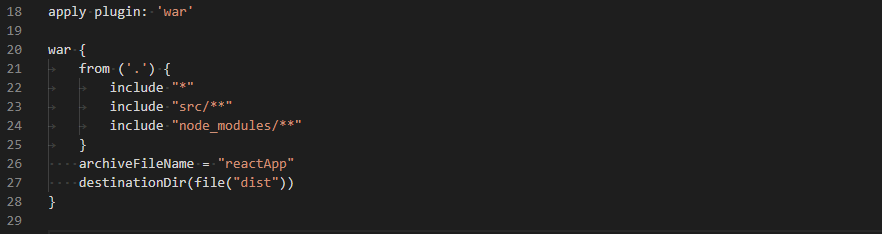 18 apply plugin: 'war'
19
20 war {
21 from ('.') {
22 include "*"
23 include "src/**"
24 include "node_modules/**"
25 }
26 archiveFileName = "reactApp"
27 destinationDir(file("dist"))
28 }
29